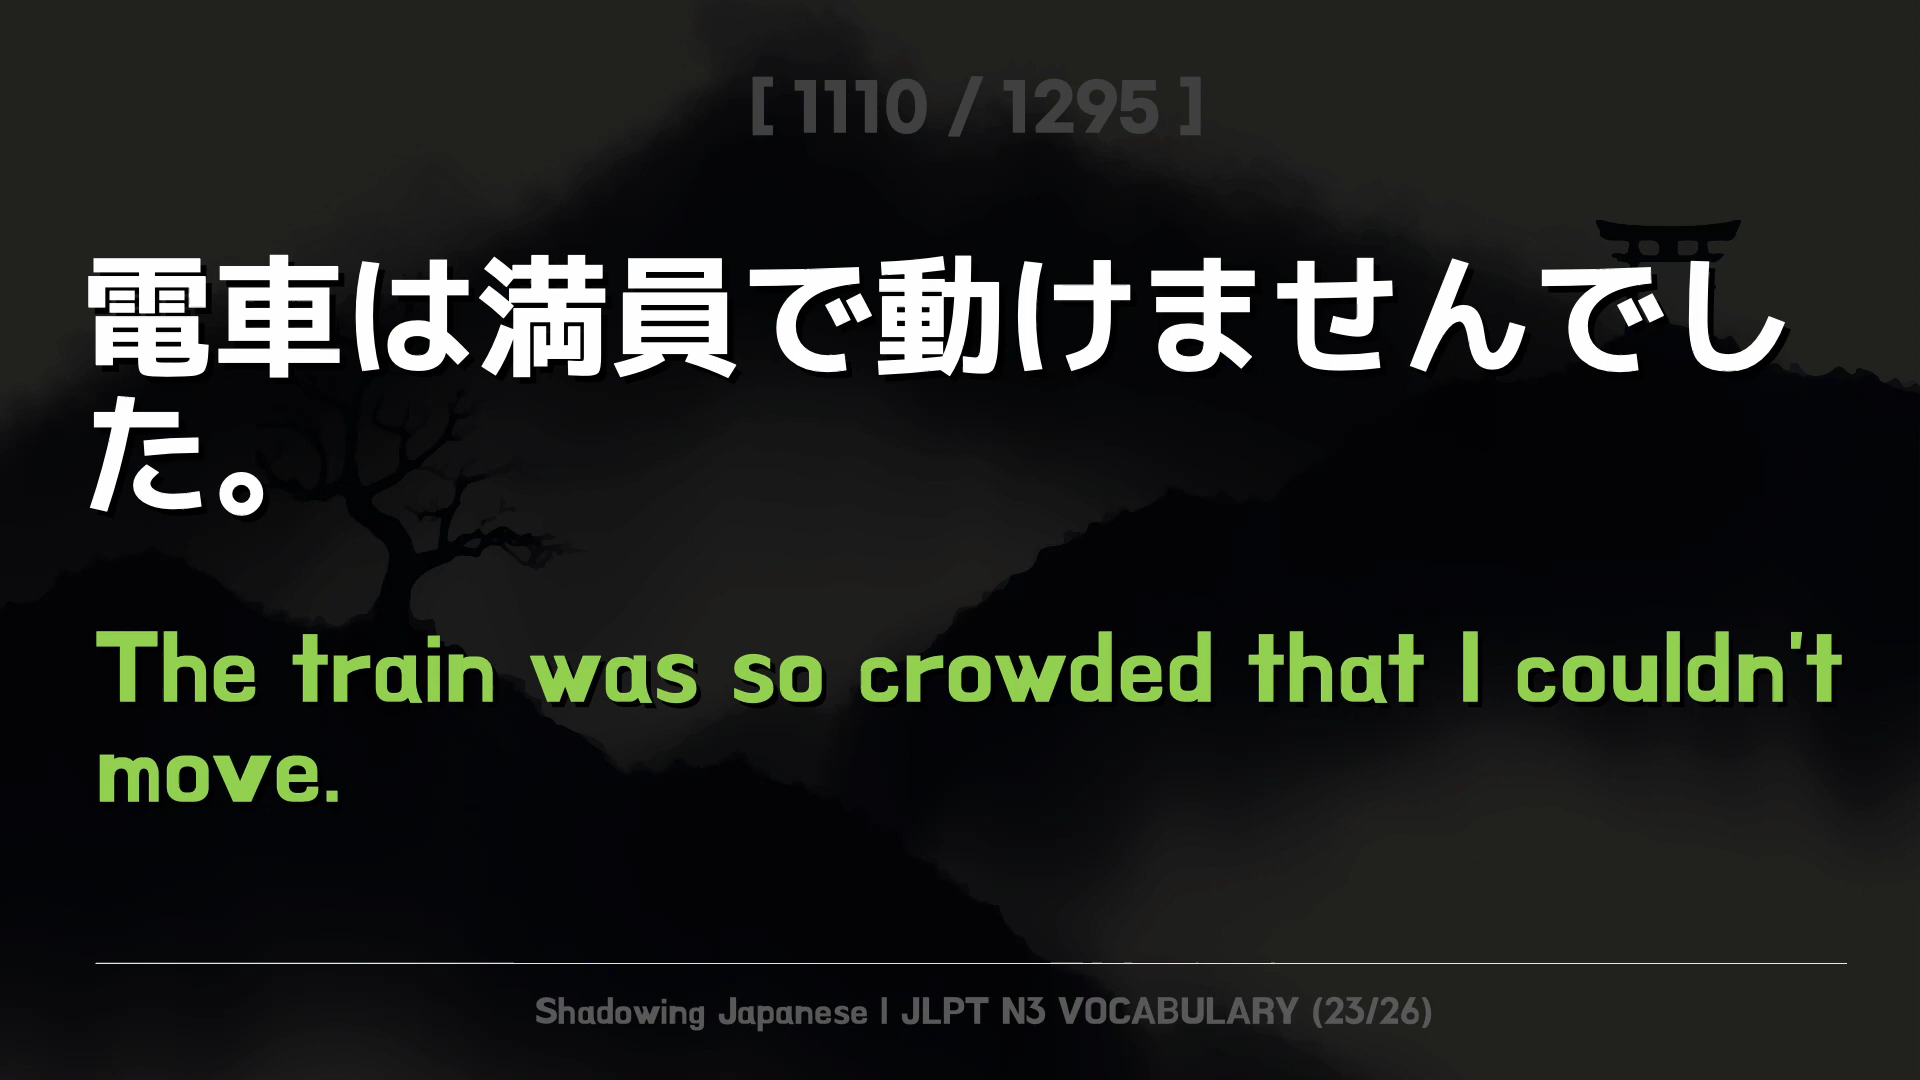 [ 1110 / 1295 ]
電車は満員で動けませんでし
た。
The train was so crowded that I couldn't
move.
Shadowing Japanese | JLPT N3 VOCABULARY (23/26)